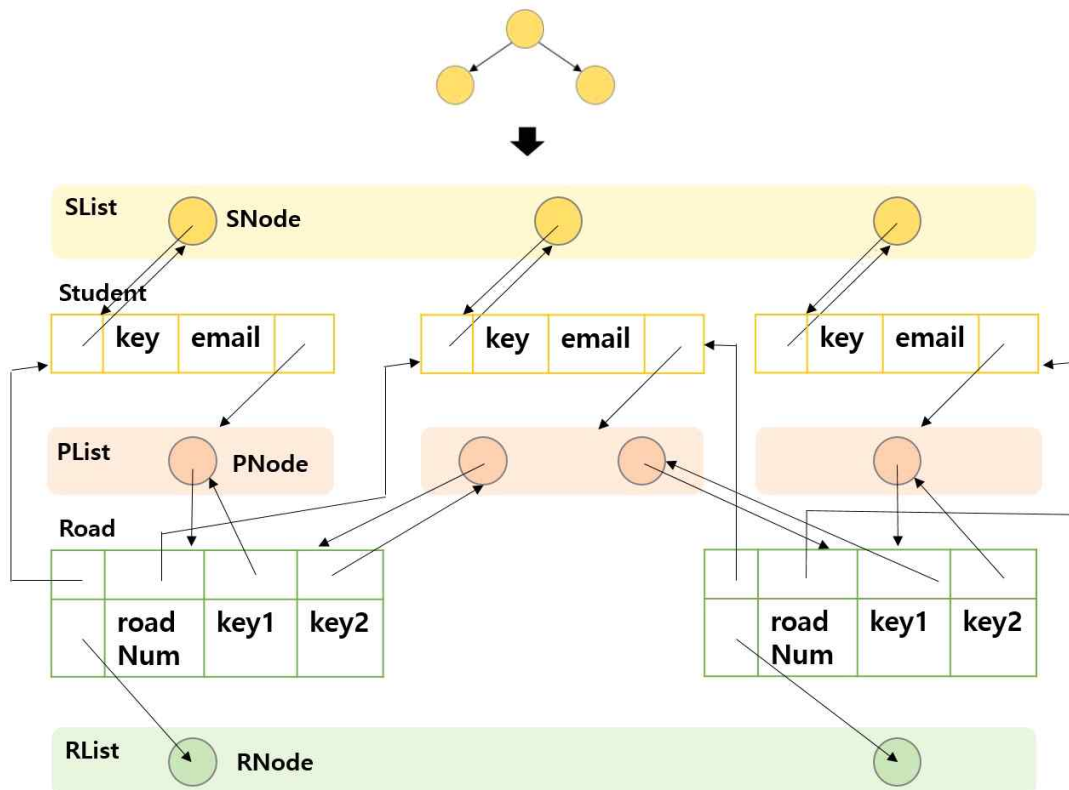 SList
SNode
Student
key email
key email
key email
PList
PNode
Road
road
Num
key1
key2
road
Num
key1
key2
RList
RNode